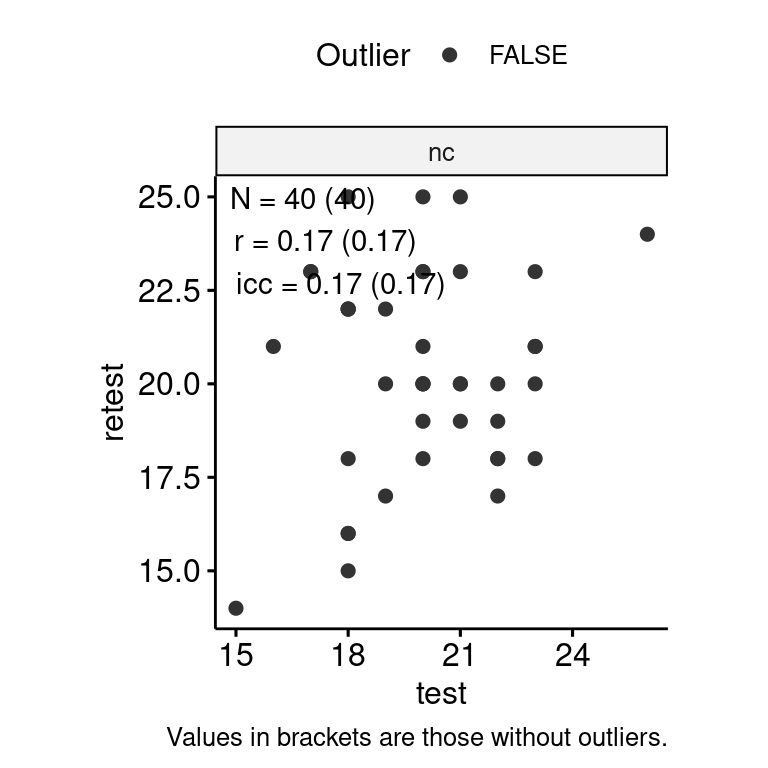 Outlier FALSE
nc
N = 40 (40)
r = 0.17 (0.17)
icc = 0.17 (0.17)
25.0
22.5
20.0
17.5
15.0
retest
15 18 21 24
test
Values in brackets are those without outliers.